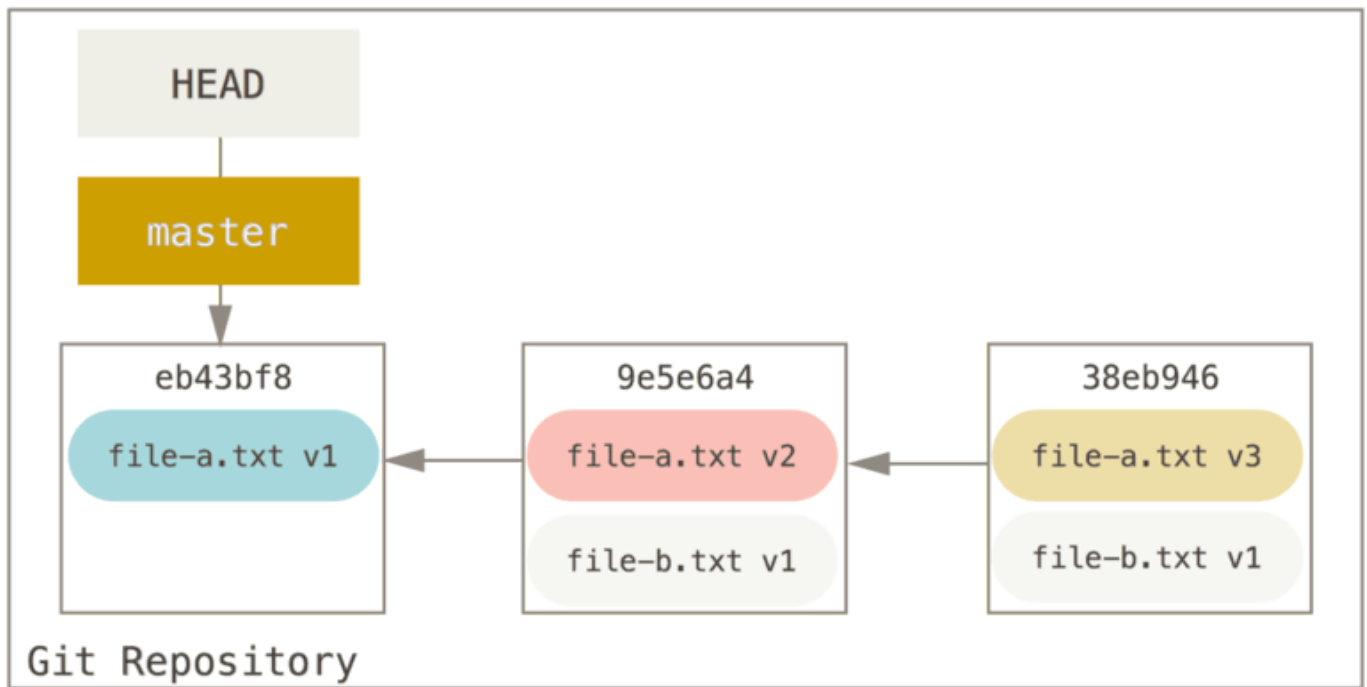 HEAD
master
eb43bf8
file-a.txt v1
9e5e6a4
file-a.txt v2
file-b.txt v1
38eb946
file-a.txt v3
file-b.txt v1
Git Repository